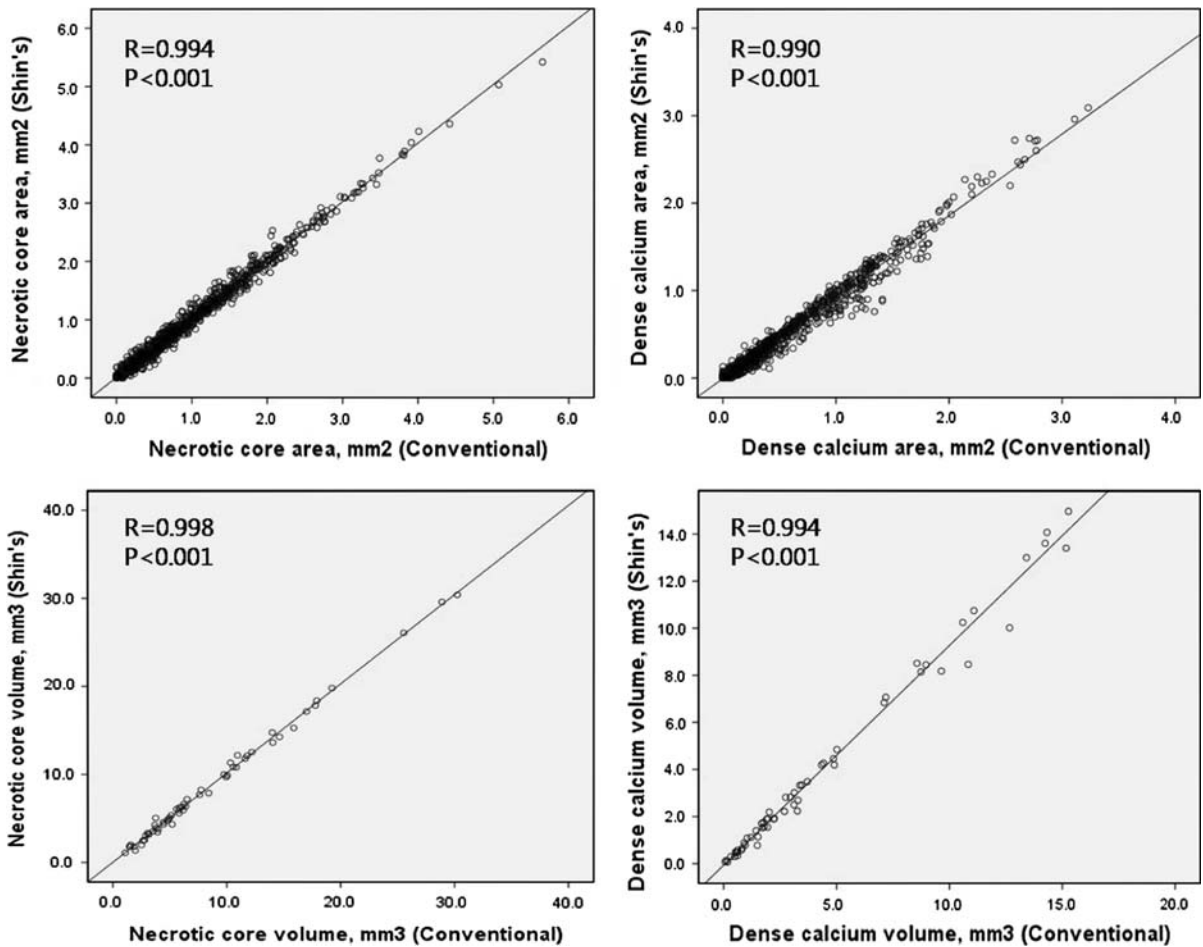 R=0.994
P<0.001
Necrotic core area, mm2 (Shin's)
6.0
5.0
4.0
3.0
2.0
1.0
0.0
0.0 1.0 2.0 3.0 4.0 5.0 6.0
Necrotic core area, mm2 (Conventional)
R=0.990
P<0.001
Dense calcium area, mm2 (Shin's)
4.0
3.0
2.0
1.0
0.0
0.0 1.0 2.0 3.0 4.0
Dense calcium area, mm2 (Conventional)
R=0.998
P<0.001
Necrotic core volume, mm3 (Shin's)
40.0
30.0
20.0
10.0
0.0
0.0 10.0 20.0 30.0 40.0
Necrotic core volume, mm3 (Conventional)
R=0.994
P<0.001
Dense calcium volume, mm3 (Shin's)
14.0
12.0
10.0
8.0
6.0
4.0
2.0
0.0
0.0 5.0 10.0 15.0 20.0
Dense calcium volume, mm3 (Conventional)